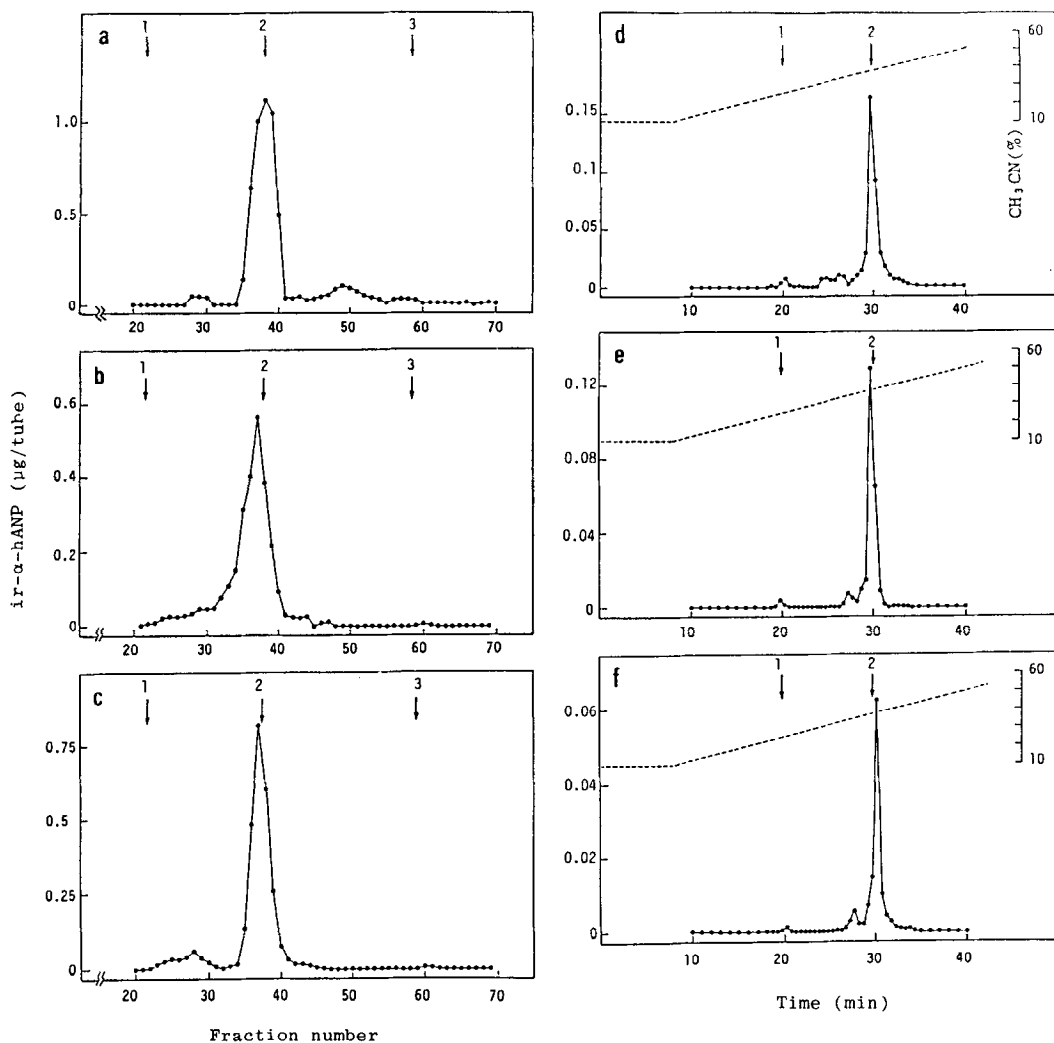 a
1 2 3
1.0
0.5
0
20 30 40 50 60 70
b
1 2 3
0.6
0.4
0.2
0
20 30 40 50 60 70
c
1 2 3
0.75
0.5
0.25
0
20 30 40 50 60 70
ir-α-hANP (μg/tube)
Fraction number
d
1 2
60
10
CH₃CN(%)
0.15
0.1
0.05
0
10 20 30 40
e
1 2
60
10
0.12
0.08
0.04
0
10 20 30 40
f
1 2
60
10
0.06
0.04
0.02
0
10 20 30 40
Time (min)